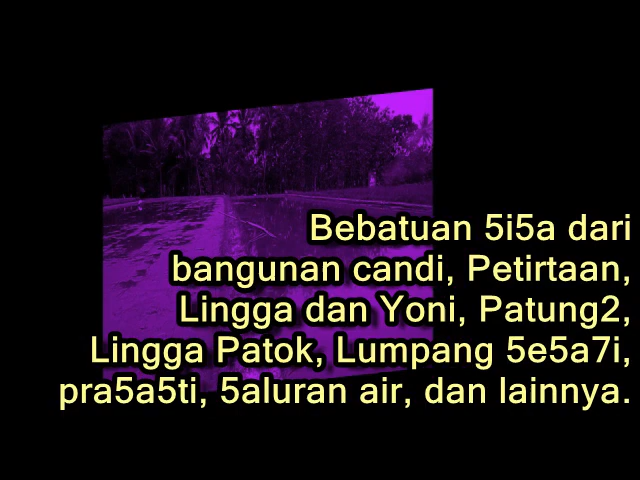 Bebatuan 5i5a dari
bangunan candi, Petirtaan,
Lingga dan Yoni, Patung2,
Lingga Patok, Lumpang 5e5a7i,
pra5a5ti, 5aluran air, dan lainnya.